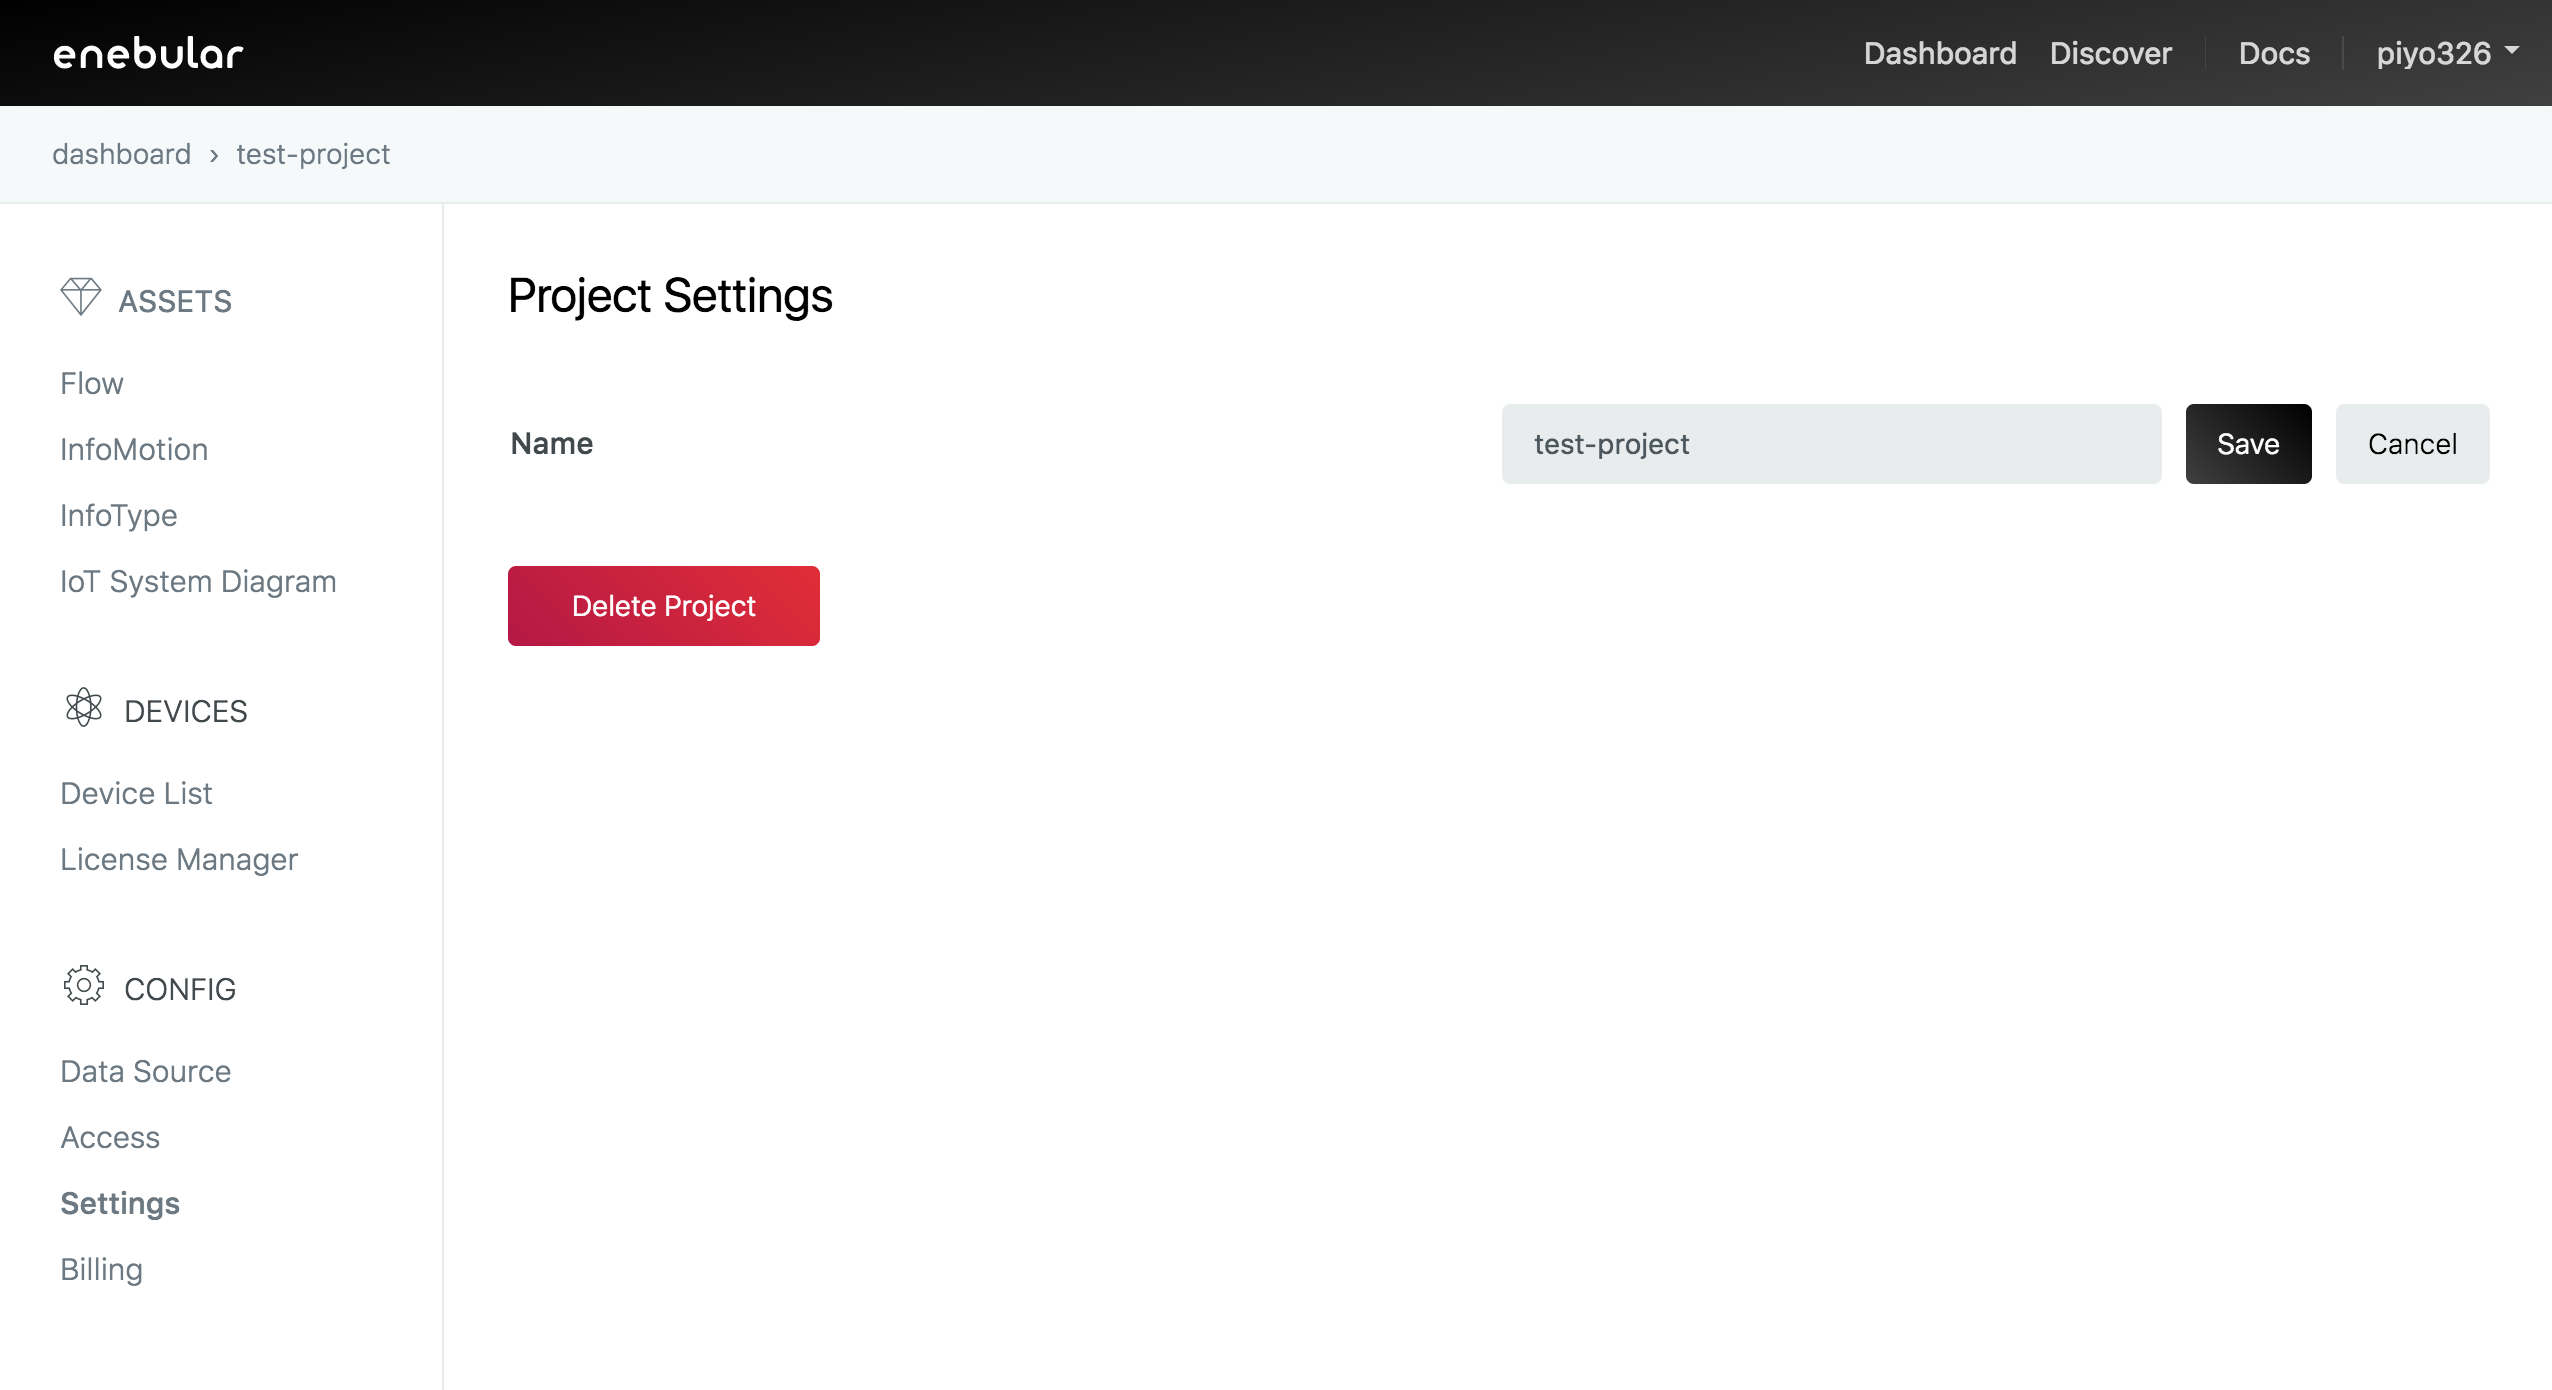 enebular
Dashboard Discover Docs piyo326
dashboard › test-project
ASSETS
Flow
InfoMotion
InfoType
IoT System Diagram
DEVICES
Device List
License Manager
CONFIG
Data Source
Access
Settings
Billing
Project Settings
Name test-project Save Cancel
Delete Project